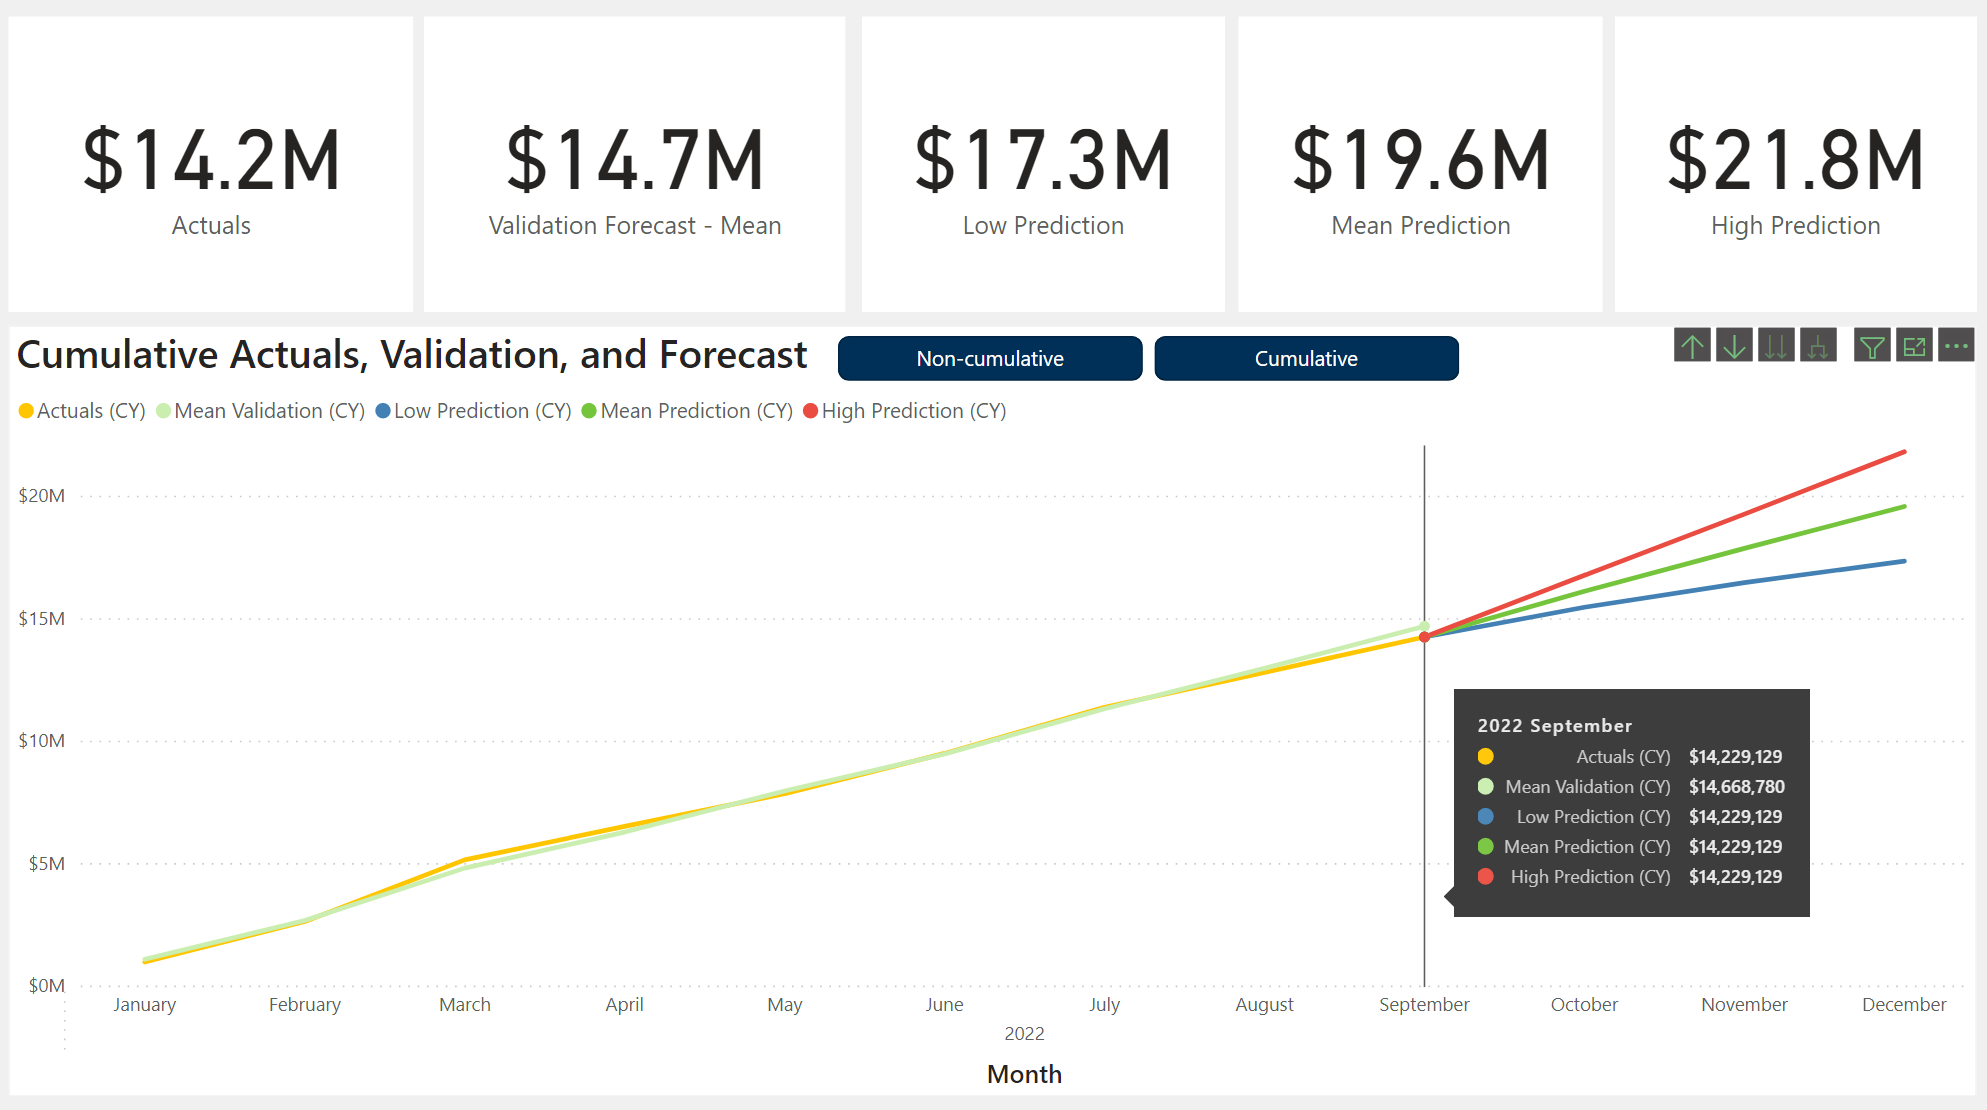 $14.2M
Actuals
$14.7M
Validation Forecast - Mean
$17.3M
Low Prediction
$19.6M
Mean Prediction
$21.8M
High Prediction
Cumulative Actuals, Validation, and Forecast
Non-cumulative
Cumulative
Actuals (CY) Mean Validation (CY) Low Prediction (CY) Mean Prediction (CY) High Prediction (CY)
$20M
$15M
$10M
$5M
$0M
2022 September
Actuals (CY) $14,229,129
Mean Validation (CY) $14,668,780
Low Prediction (CY) $14,229,129
Mean Prediction (CY) $14,229,129
High Prediction (CY) $14,229,129
January February March April May June July August September October November December
2022
Month